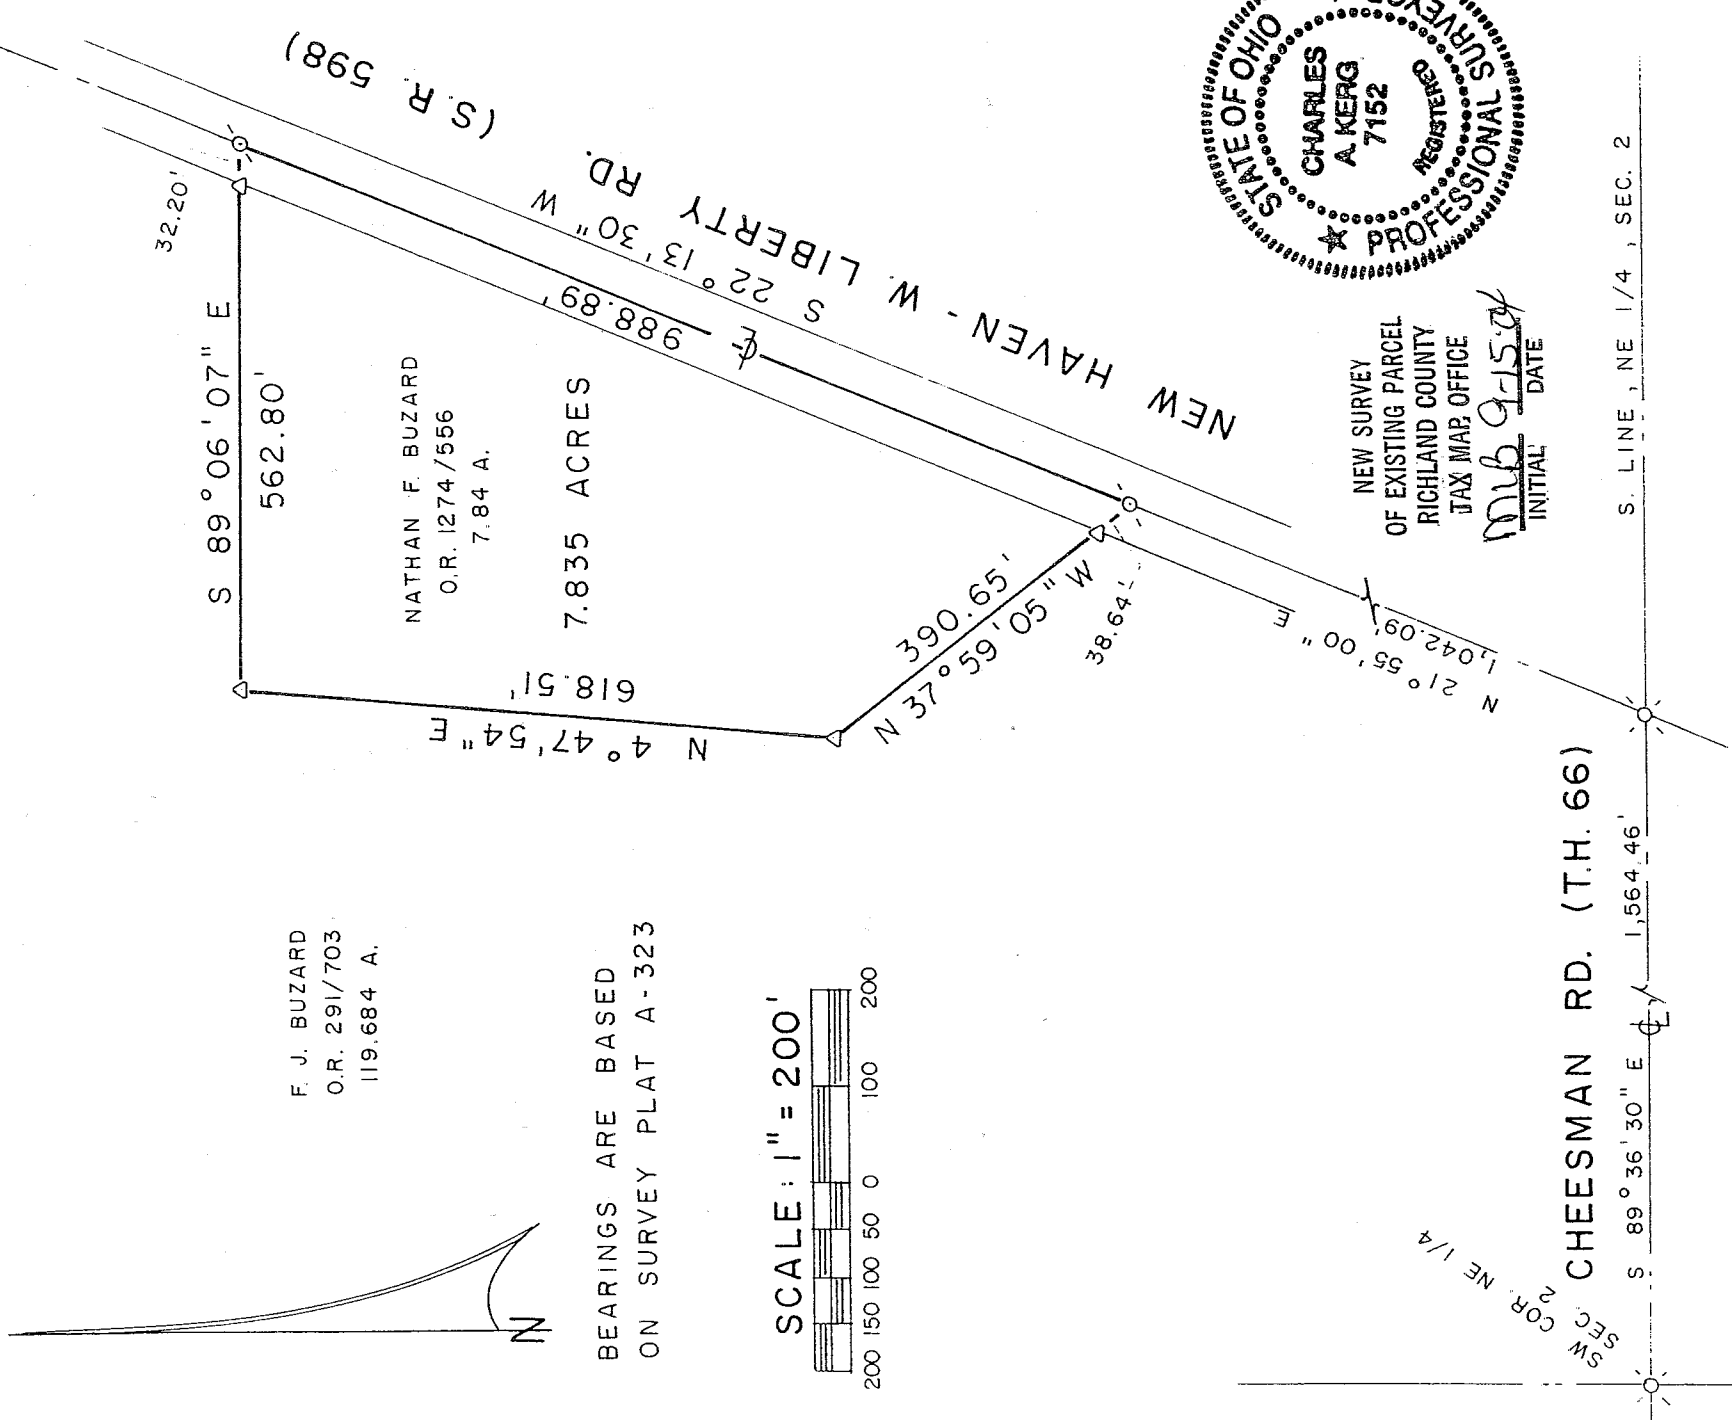 (S. R. 598)
NEW HAVEN - W. LIBERTY RD.
S 22° 13' 30" W
988.89'
℄
32.20'
S 89° 06' 07" E
562.80'
NATHAN F. BUZARD
O.R. 1274/556
7.84 A.
7.835 ACRES
618.51'
N 4° 47' 54" E
390.65'
N 37° 59' 05" W
38.64'
N 21° 55' 00" E
1,042.09'
F. J. BUZARD
O.R. 291/703
119.684 A.
N
BEARINGS ARE BASED
ON SURVEY PLAT A-323
SCALE: 1" = 200'
200 150 100 50 0 100 200
STATE OF OHIO
CHARLES
A. KERG
7152
REGISTERED
PROFESSIONAL SURVEYOR
NEW SURVEY
OF EXISTING PARCEL
RICHLAND COUNTY
TAX MAP OFFICE
MLB 9-15-04
INITIAL DATE
S. LINE, NE 1/4, SEC. 2
CHEESMAN RD. (T.H. 66)
S 89° 36' 30" E ℄ 1,564.46'
SW COR. NE 1/4
SEC 2